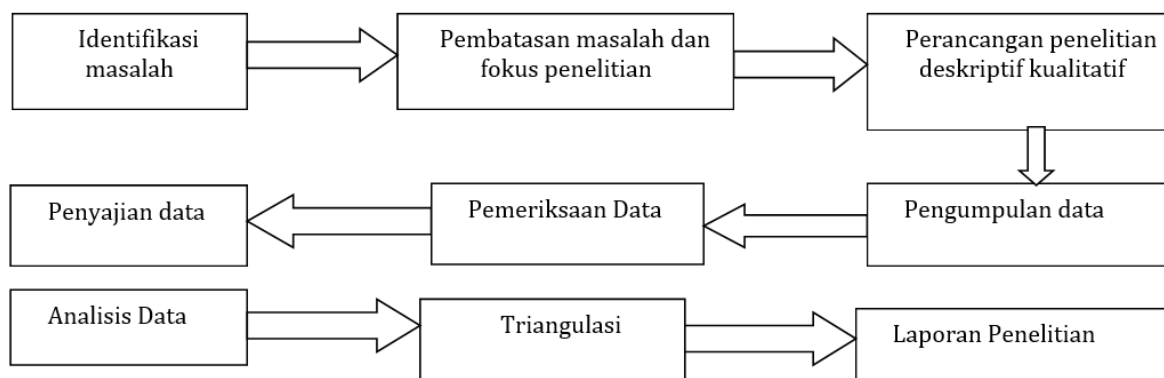 Identifikasi
masalah
Pembatasan masalah dan
fokus penelitian
Perancangan penelitian
deskriptif kualitatif
Pengumpulan data
Pemeriksaan Data
Penyajian data
Analisis Data
Triangulasi
Laporan Penelitian